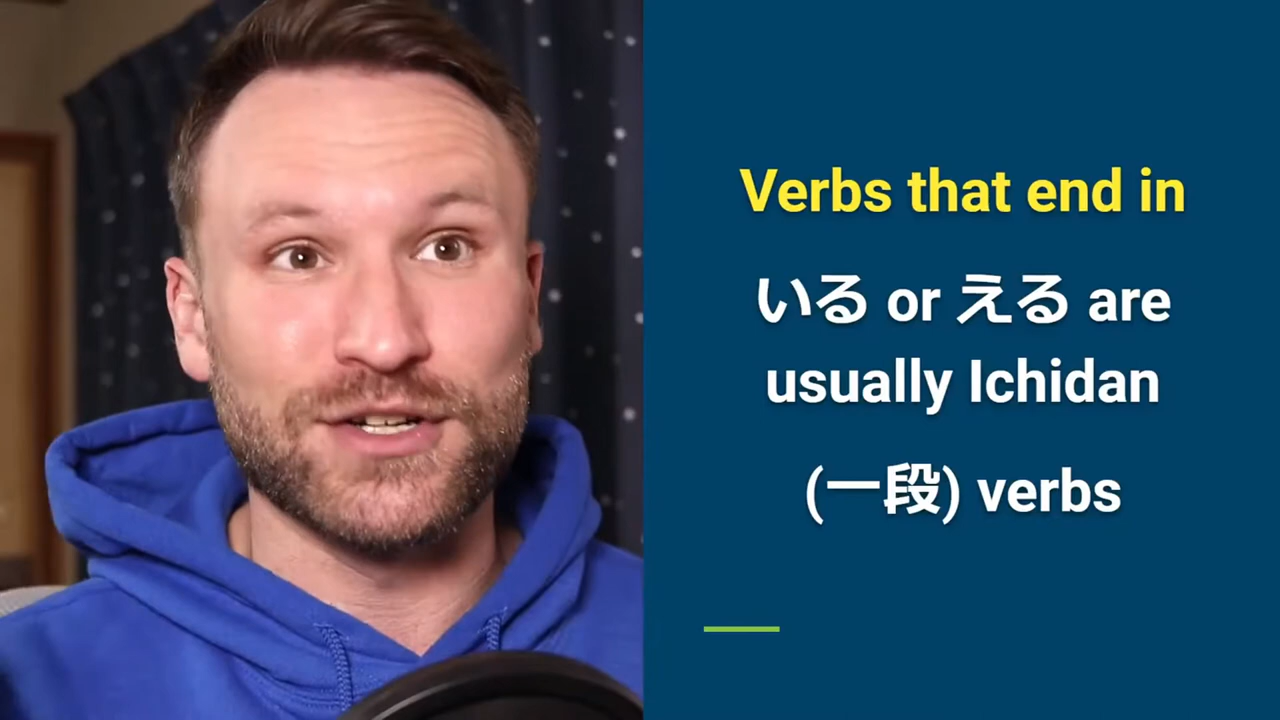 Verbs that end in
いる or える are
usually Ichidan
(一段) verbs